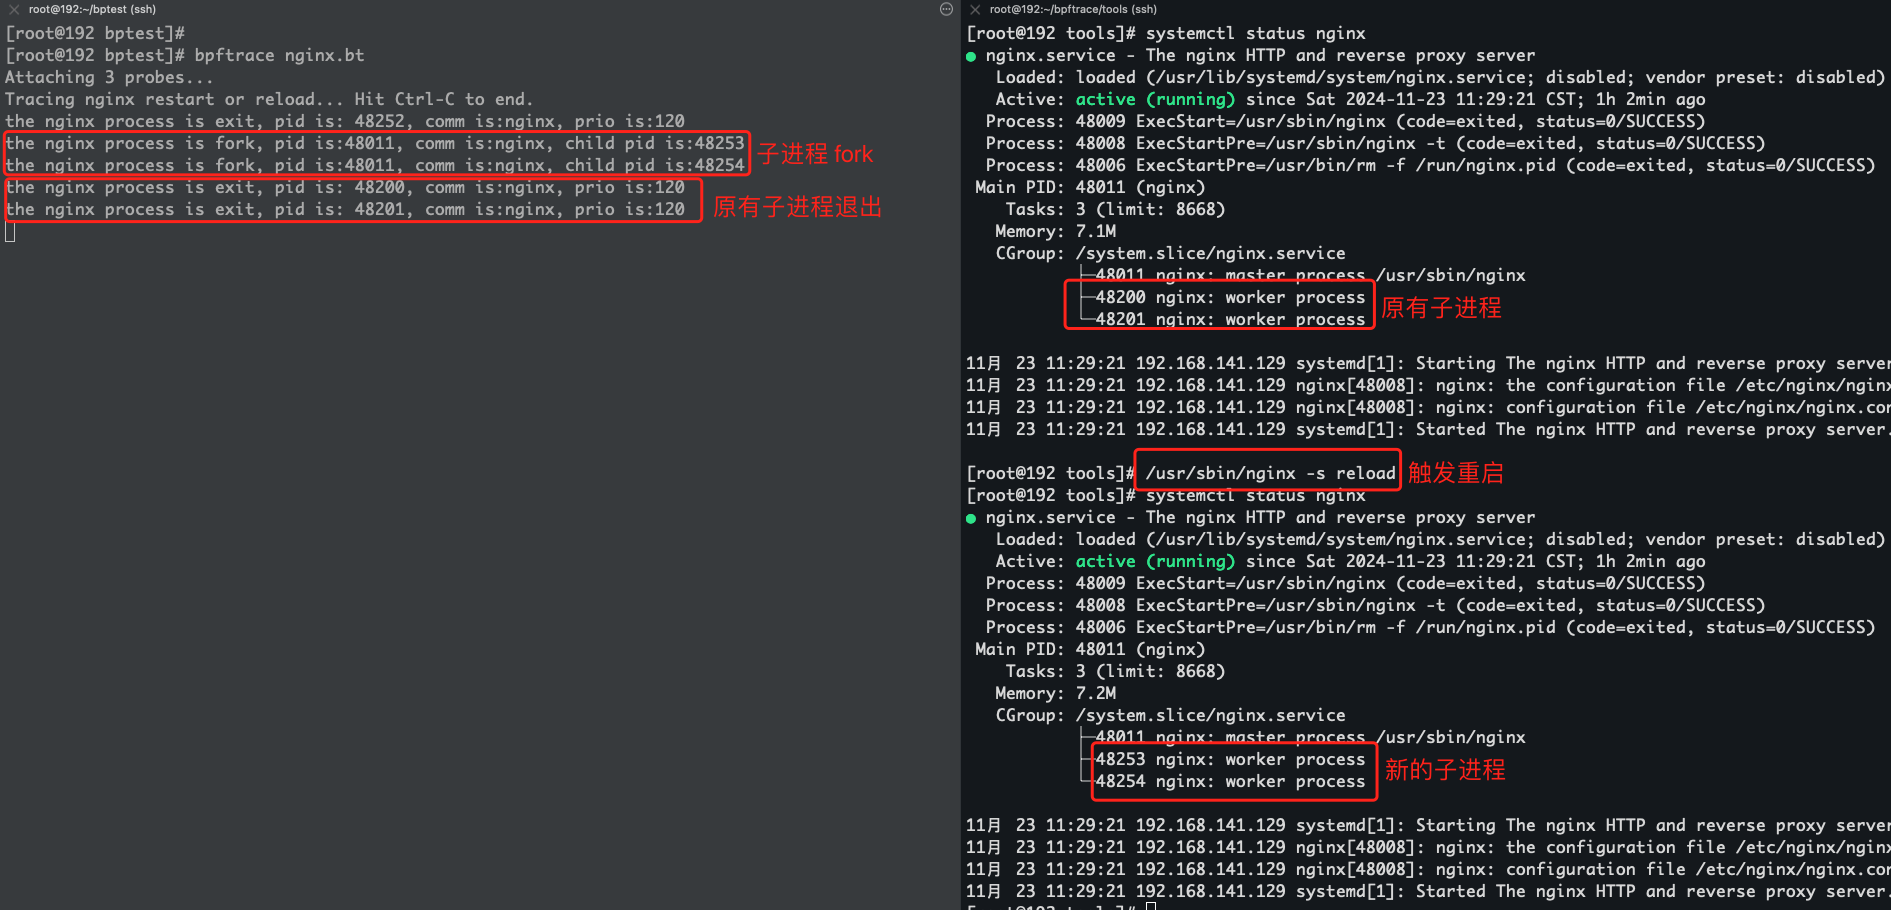 root@192:~/bptest (ssh)
[root@192 bptest]#
[root@192 bptest]# bpftrace nginx.bt
Attaching 3 probes...
Tracing nginx restart or reload... Hit Ctrl-C to end.
the nginx process is exit, pid is: 48252, comm is:nginx, prio is:120
the nginx process is fork, pid is:48011, comm is:nginx, child pid is:48253
the nginx process is fork, pid is:48011, comm is:nginx, child pid is:48254
子进程 fork
the nginx process is exit, pid is: 48200, comm is:nginx, prio is:120
the nginx process is exit, pid is: 48201, comm is:nginx, prio is:120
原有子进程退出
root@192:~/bpftrace/tools (ssh)
[root@192 tools]# systemctl status nginx
● nginx.service - The nginx HTTP and reverse proxy server
Loaded: loaded (/usr/lib/systemd/system/nginx.service; disabled; vendor preset: disabled)
Active: active (running) since Sat 2024-11-23 11:29:21 CST; 1h 2min ago
Process: 48009 ExecStart=/usr/sbin/nginx (code=exited, status=0/SUCCESS)
Process: 48008 ExecStartPre=/usr/sbin/nginx -t (code=exited, status=0/SUCCESS)
Process: 48006 ExecStartPre=/usr/bin/rm -f /run/nginx.pid (code=exited, status=0/SUCCESS)
Main PID: 48011 (nginx)
Tasks: 3 (limit: 8668)
Memory: 7.1M
CGroup: /system.slice/nginx.service
├─48011 nginx: master process /usr/sbin/nginx
├─48200 nginx: worker process
└─48201 nginx: worker process
原有子进程
11月 23 11:29:21 192.168.141.129 systemd[1]: Starting The nginx HTTP and reverse proxy server
11月 23 11:29:21 192.168.141.129 nginx[48008]: nginx: the configuration file /etc/nginx/nginx
11月 23 11:29:21 192.168.141.129 nginx[48008]: nginx: configuration file /etc/nginx/nginx.con
11月 23 11:29:21 192.168.141.129 systemd[1]: Started The nginx HTTP and reverse proxy server.
[root@192 tools]# /usr/sbin/nginx -s reload 触发重启
[root@192 tools]# systemctl status nginx
● nginx.service - The nginx HTTP and reverse proxy server
Loaded: loaded (/usr/lib/systemd/system/nginx.service; disabled; vendor preset: disabled)
Active: active (running) since Sat 2024-11-23 11:29:21 CST; 1h 2min ago
Process: 48009 ExecStart=/usr/sbin/nginx (code=exited, status=0/SUCCESS)
Process: 48008 ExecStartPre=/usr/sbin/nginx -t (code=exited, status=0/SUCCESS)
Process: 48006 ExecStartPre=/usr/bin/rm -f /run/nginx.pid (code=exited, status=0/SUCCESS)
Main PID: 48011 (nginx)
Tasks: 3 (limit: 8668)
Memory: 7.2M
CGroup: /system.slice/nginx.service
├─48011 nginx: master process /usr/sbin/nginx
├─48253 nginx: worker process
└─48254 nginx: worker process
新的子进程
11月 23 11:29:21 192.168.141.129 systemd[1]: Starting The nginx HTTP and reverse proxy server
11月 23 11:29:21 192.168.141.129 nginx[48008]: nginx: the configuration file /etc/nginx/nginx
11月 23 11:29:21 192.168.141.129 nginx[48008]: nginx: configuration file /etc/nginx/nginx.con
11月 23 11:29:21 192.168.141.129 systemd[1]: Started The nginx HTTP and reverse proxy server.
[root@192 tools]#